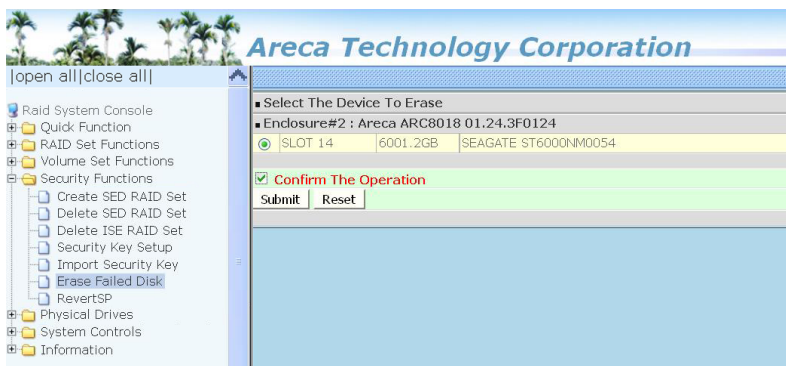 Areca Technology Corporation
|open all|close all|
Raid System Console
Quick Function
RAID Set Functions
Volume Set Functions
Security Functions
Create SED RAID Set
Delete SED RAID Set
Delete ISE RAID Set
Security Key Setup
Import Security Key
Erase Failed Disk
RevertSP
Physical Drives
System Controls
Information
Select The Device To Erase
Enclosure#2 : Areca ARC8018 01.24.3F0124
SLOT 14 6001.2GB SEAGATE ST6000NM0054
Confirm The Operation
Submit Reset